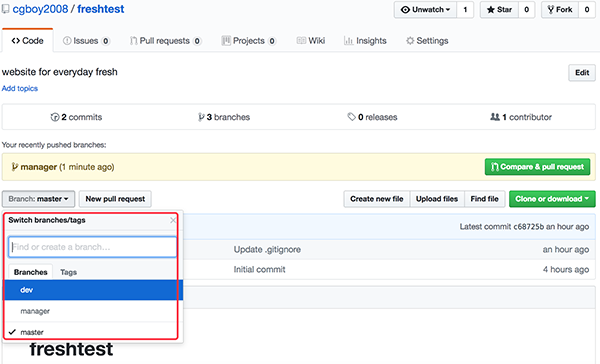 cgboy2008 / freshtest
Unwatch 1 Star 0 Fork 0
Code Issues 0 Pull requests 0 Projects 0 Wiki Insights Settings
website for everyday fresh Edit
Add topics
2 commits 3 branches 0 releases 1 contributor
Your recently pushed branches:
manager (1 minute ago) Compare & pull request
Branch: master New pull request Create new file Upload files Find file Clone or download
Switch branches/tags
Latest commit c68725b an hour ago
Find or create a branch...
Update .gitignore an hour ago
Branches Tags
Initial commit 4 hours ago
dev
manager
master
freshtest